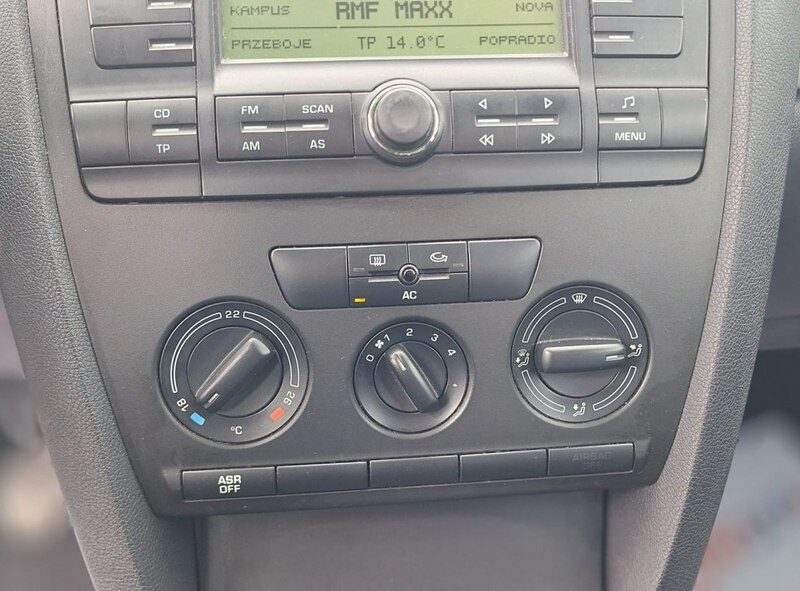 KAMPUS RMF MAXX NOVA
PRZEBOJE TP 14.0°C POPRADIO
CD FM SCAN
TP AM AS MENU
AC
22
18 26
°C
0 1 2 3 4
ASR
OFF
AIRBAG
OFF